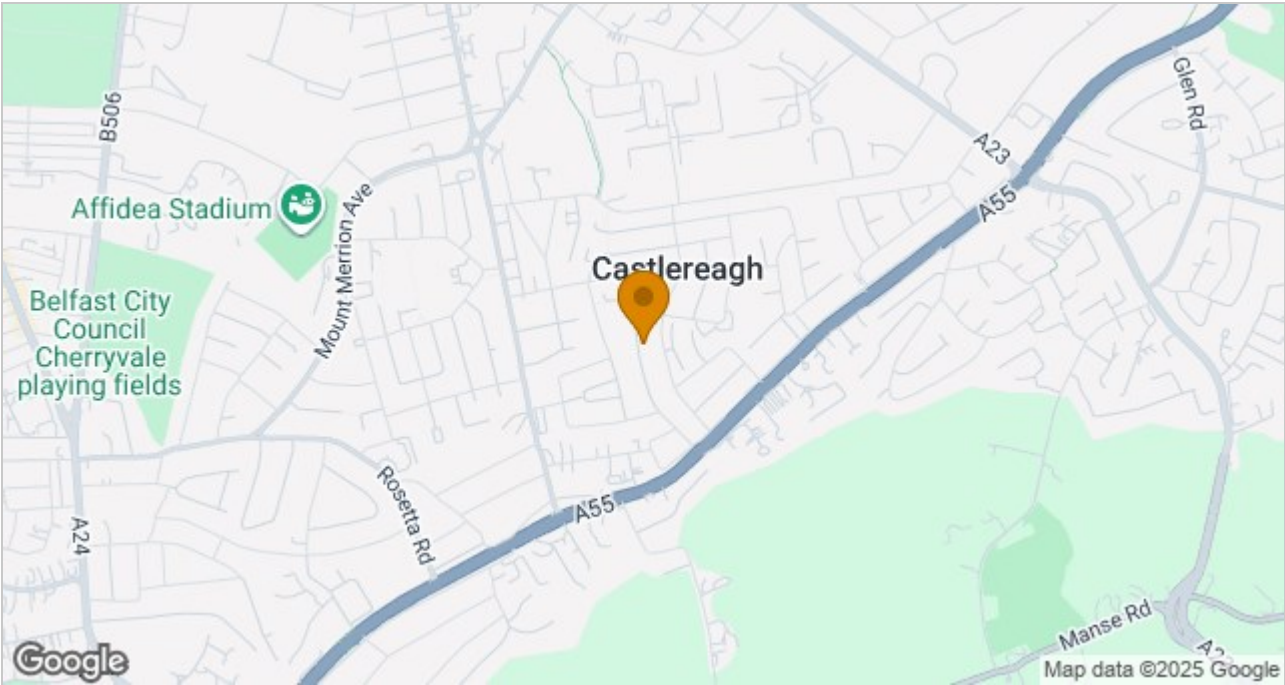 B506
Glen Rd
A23
Affidea Stadium
Mount Merrion Ave
A55
Castlereagh
Belfast City
Council
Cherryvale
playing fields
Rosetta Rd
A55
A24
Manse Rd
Google
Map data ©2025 Google